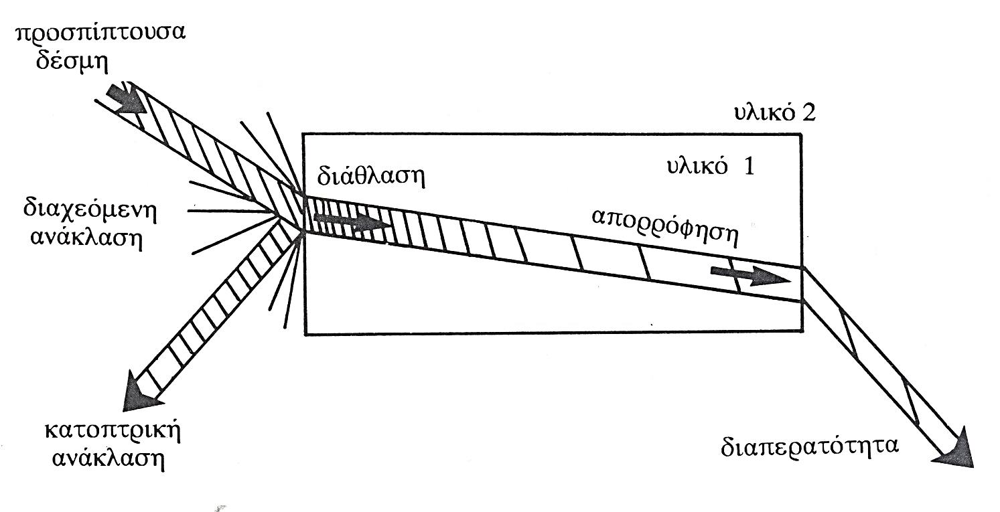 προσπίπτουσα
δέσμη
υλικό 2
υλικό 1
διάθλαση
απορρόφηση
διαχεόμενη
ανάκλαση
κατοπτρική
ανάκλαση
διαπερατότητα